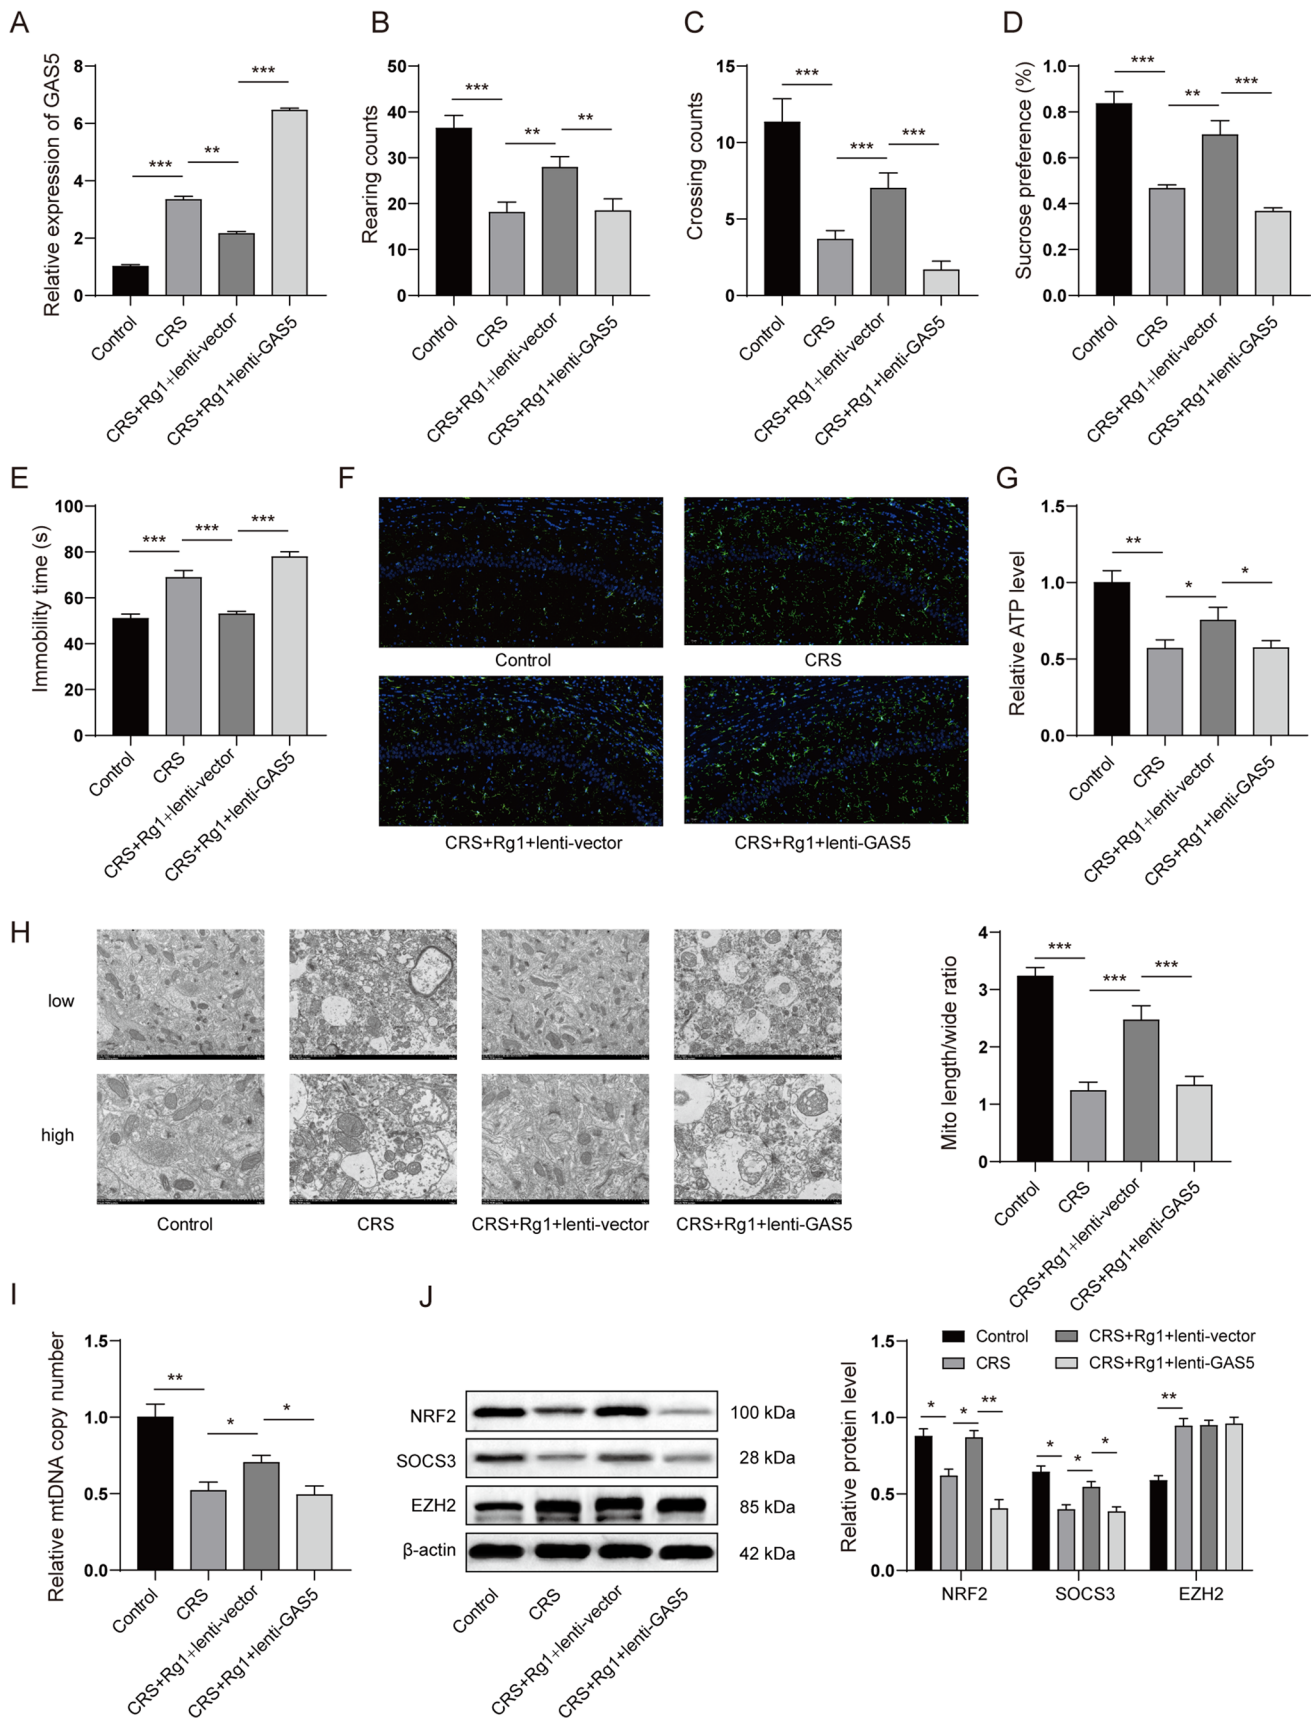 A
Relative expression of GAS5
8
6
4
2
0
***
**
***
Control
CRS
CRS+Rg1+lenti-vector
CRS+Rg1+lenti-GAS5
B
Rearing counts
50
40
30
20
10
0
***
**
**
Control
CRS
CRS+Rg1+lenti-vector
CRS+Rg1+lenti-GAS5
C
Crossing counts
15
10
5
0
***
***
***
Control
CRS
CRS+Rg1+lenti-vector
CRS+Rg1+lenti-GAS5
D
Sucrose preference (%)
1.0
0.8
0.6
0.4
0.2
0.0
***
**
***
Control
CRS
CRS+Rg1+lenti-vector
CRS+Rg1+lenti-GAS5
E
Immobility time (s)
100
80
60
40
20
0
***
***
***
Control
CRS
CRS+Rg1+lenti-vector
CRS+Rg1+lenti-GAS5
F
Control
CRS
CRS+Rg1+lenti-vector
CRS+Rg1+lenti-GAS5
G
Relative ATP level
1.5
1.0
0.5
0.0
**
*
*
Control
CRS
CRS+Rg1+lenti-vector
CRS+Rg1+lenti-GAS5
H
low
high
Control
CRS
CRS+Rg1+lenti-vector
CRS+Rg1+lenti-GAS5
Mito length/wide ratio
4
3
2
1
0
***
***
***
Control
CRS
CRS+Rg1+lenti-vector
CRS+Rg1+lenti-GAS5
I
Relative mtDNA copy number
1.5
1.0
0.5
0.0
**
*
*
Control
CRS
CRS+Rg1+lenti-vector
CRS+Rg1+lenti-GAS5
J
NRF2
100 kDa
SOCS3
28 kDa
EZH2
85 kDa
β-actin
42 kDa
Control
CRS
CRS+Rg1+lenti-vector
CRS+Rg1+lenti-GAS5
Relative protein level
1.5
1.0
0.5
0.0
Control
CRS
CRS+Rg1+lenti-vector
CRS+Rg1+lenti-GAS5
*
*
**
*
*
*
**
NRF2
SOCS3
EZH2